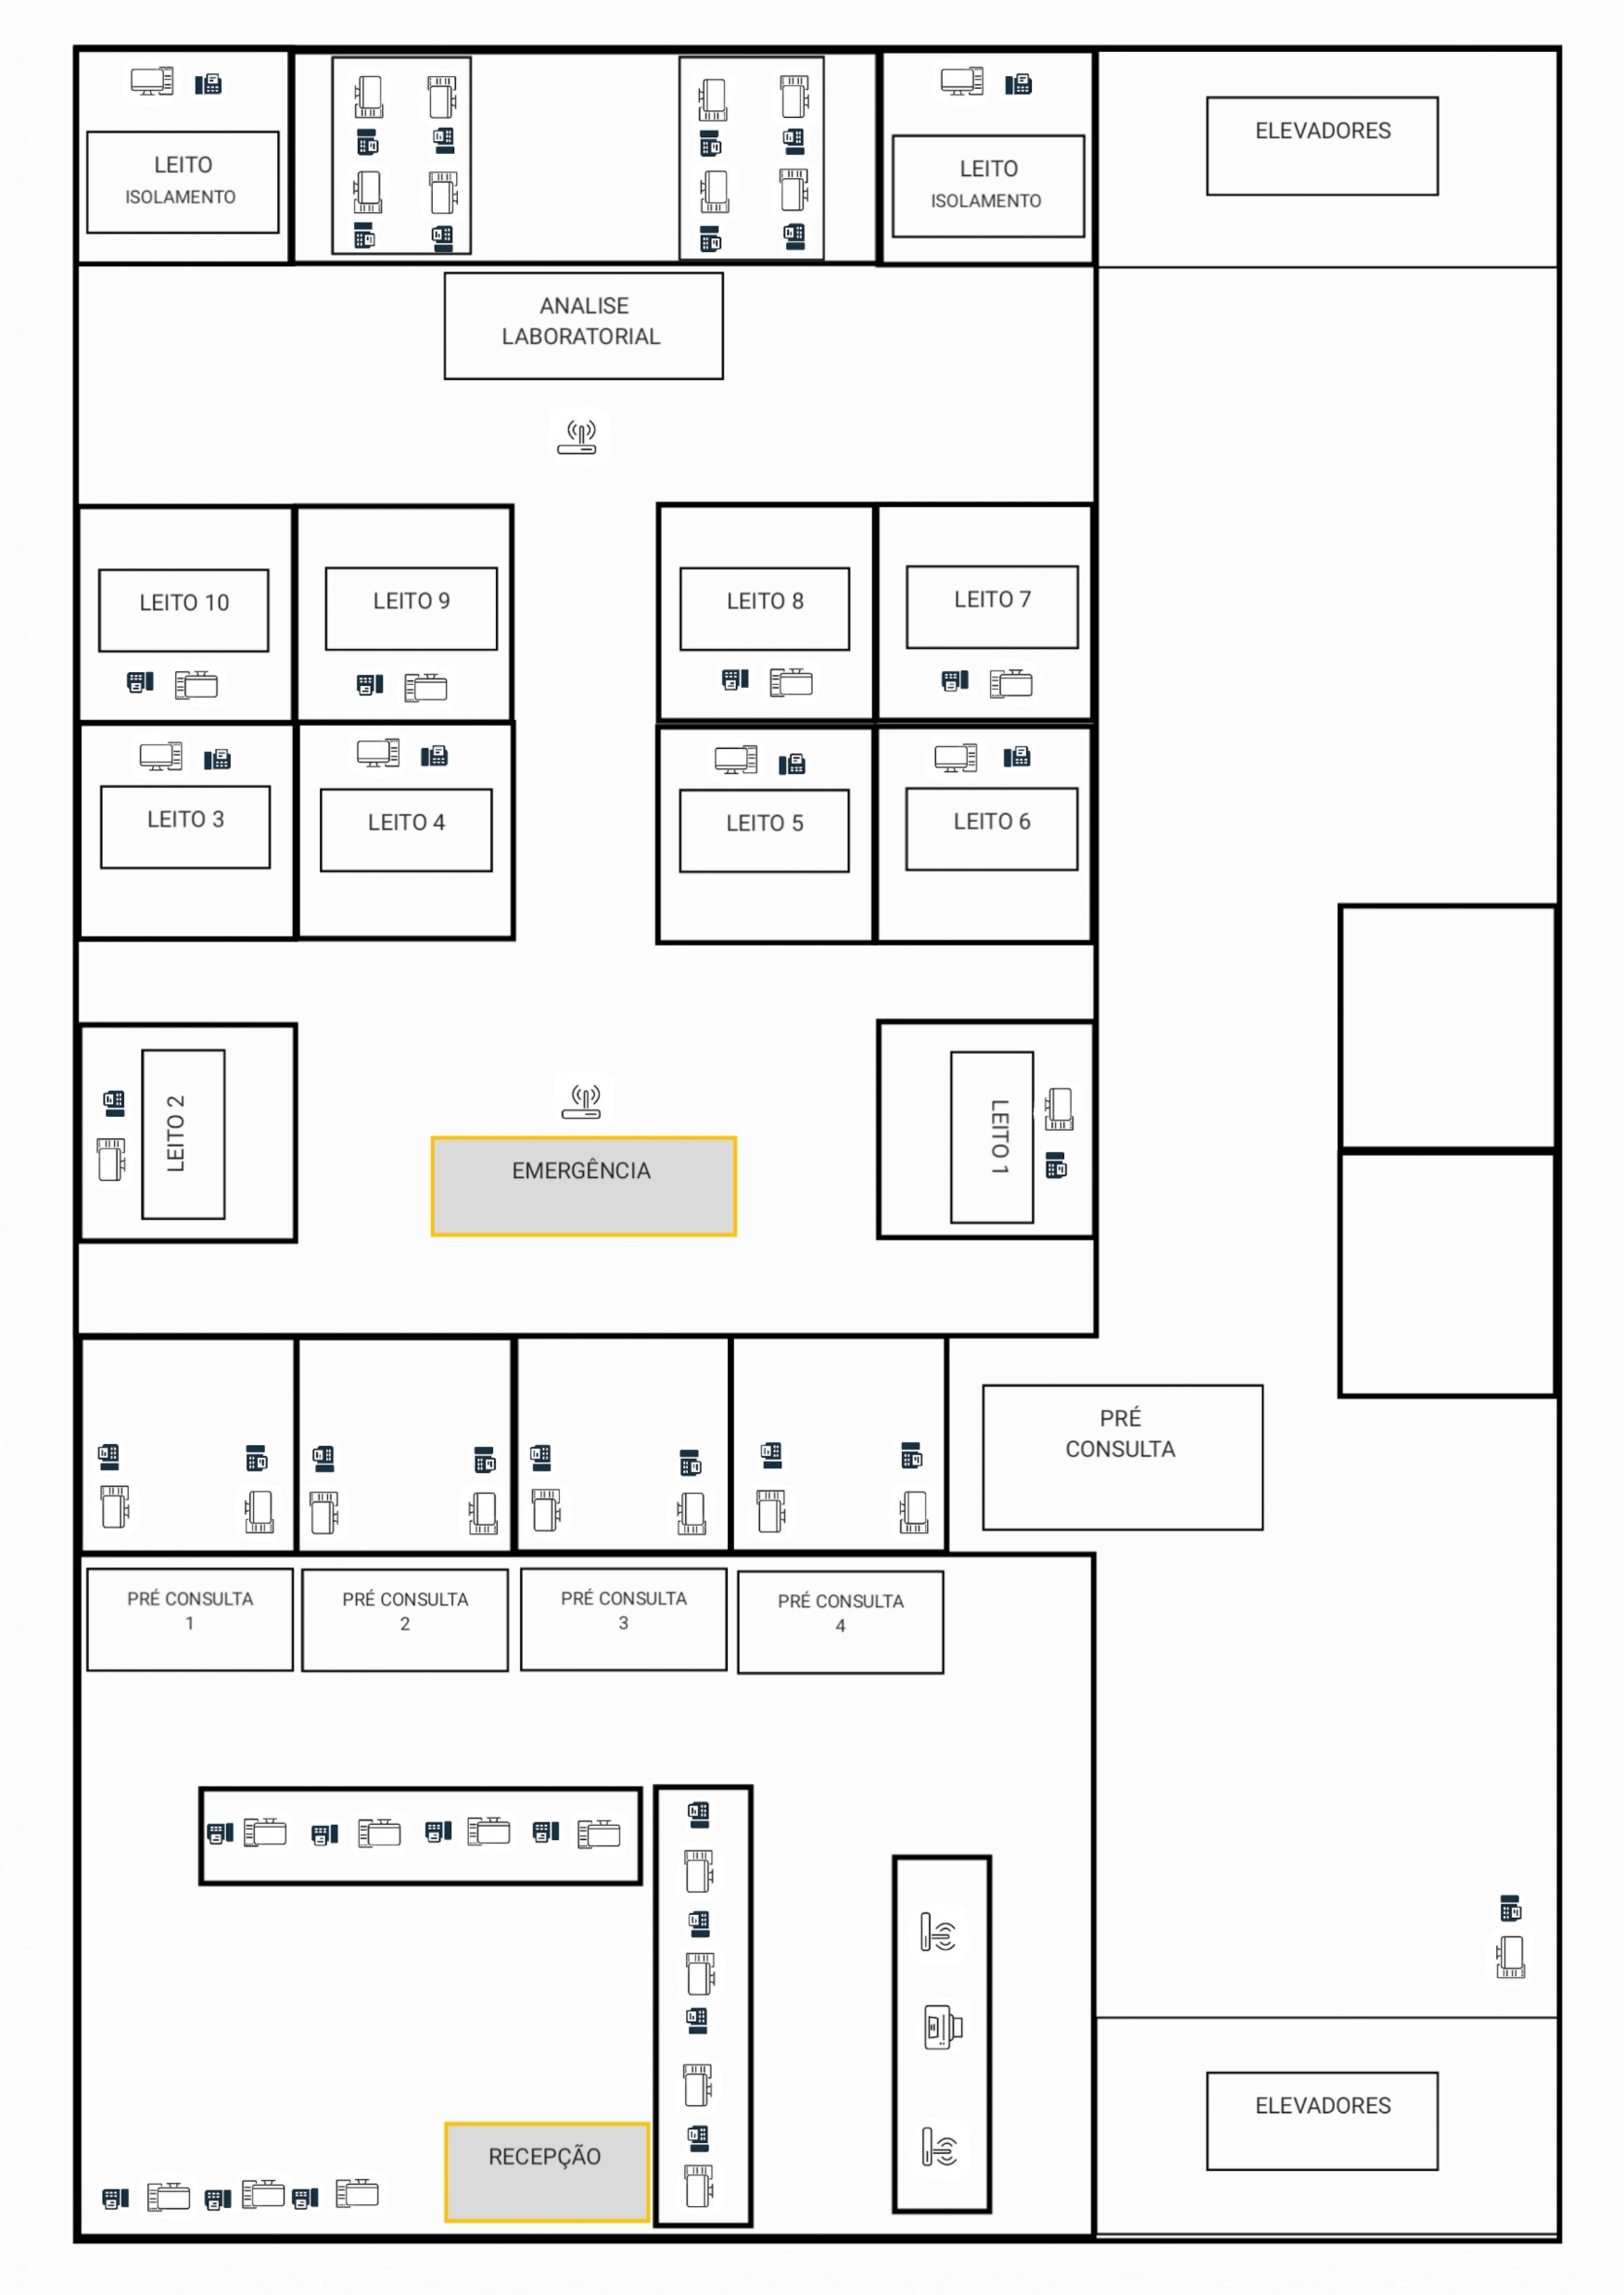 LEITO
ISOLAMENTO
LEITO
ISOLAMENTO
ELEVADORES
ANALISE
LABORATORIAL
LEITO 10
LEITO 9
LEITO 8
LEITO 7
LEITO 3
LEITO 4
LEITO 5
LEITO 6
LEITO 2
LEITO 1
EMERGÊNCIA
PRÉ
CONSULTA
PRÉ CONSULTA
1
PRÉ CONSULTA
2
PRÉ CONSULTA
3
PRÉ CONSULTA
4
RECEPÇÃO
ELEVADORES